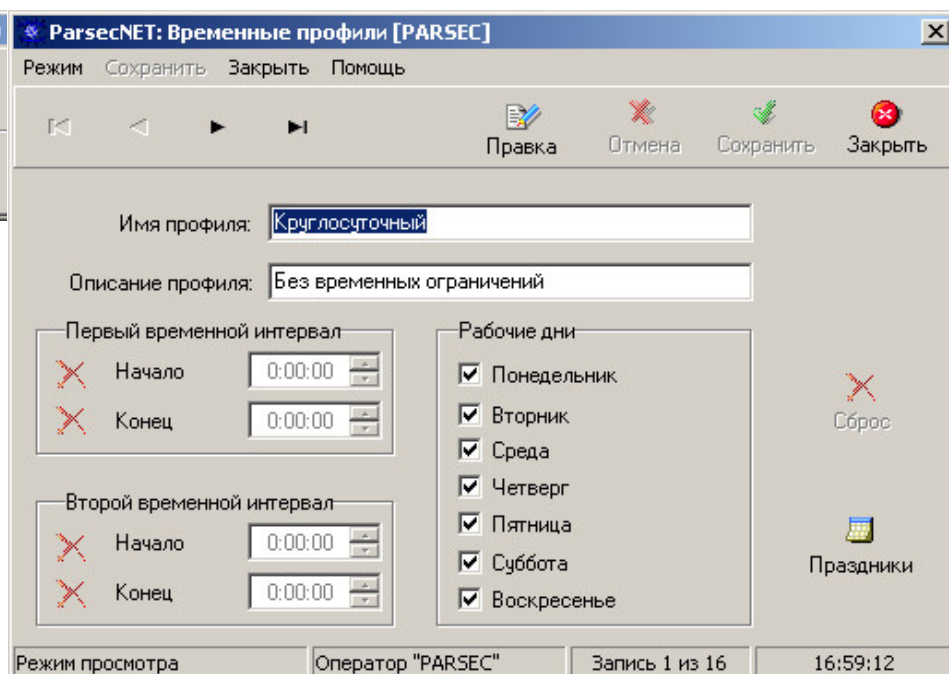 ParsecNET: Временные профили [PARSEC]
Режим Сохранить Закрыть Помощь
Правка Отмена Сохранить Закрыть
Имя профиля: Круглосуточный
Описание профиля: Без временных ограничений
Первый временной интервал
Начало 0:00:00
Конец 0:00:00
Второй временной интервал
Начало 0:00:00
Конец 0:00:00
Рабочие дни
Понедельник
Вторник
Среда
Четверг
Пятница
Суббота
Воскресенье
Сброс
Праздники
Режим просмотра Оператор "PARSEC" Запись 1 из 16 16:59:12